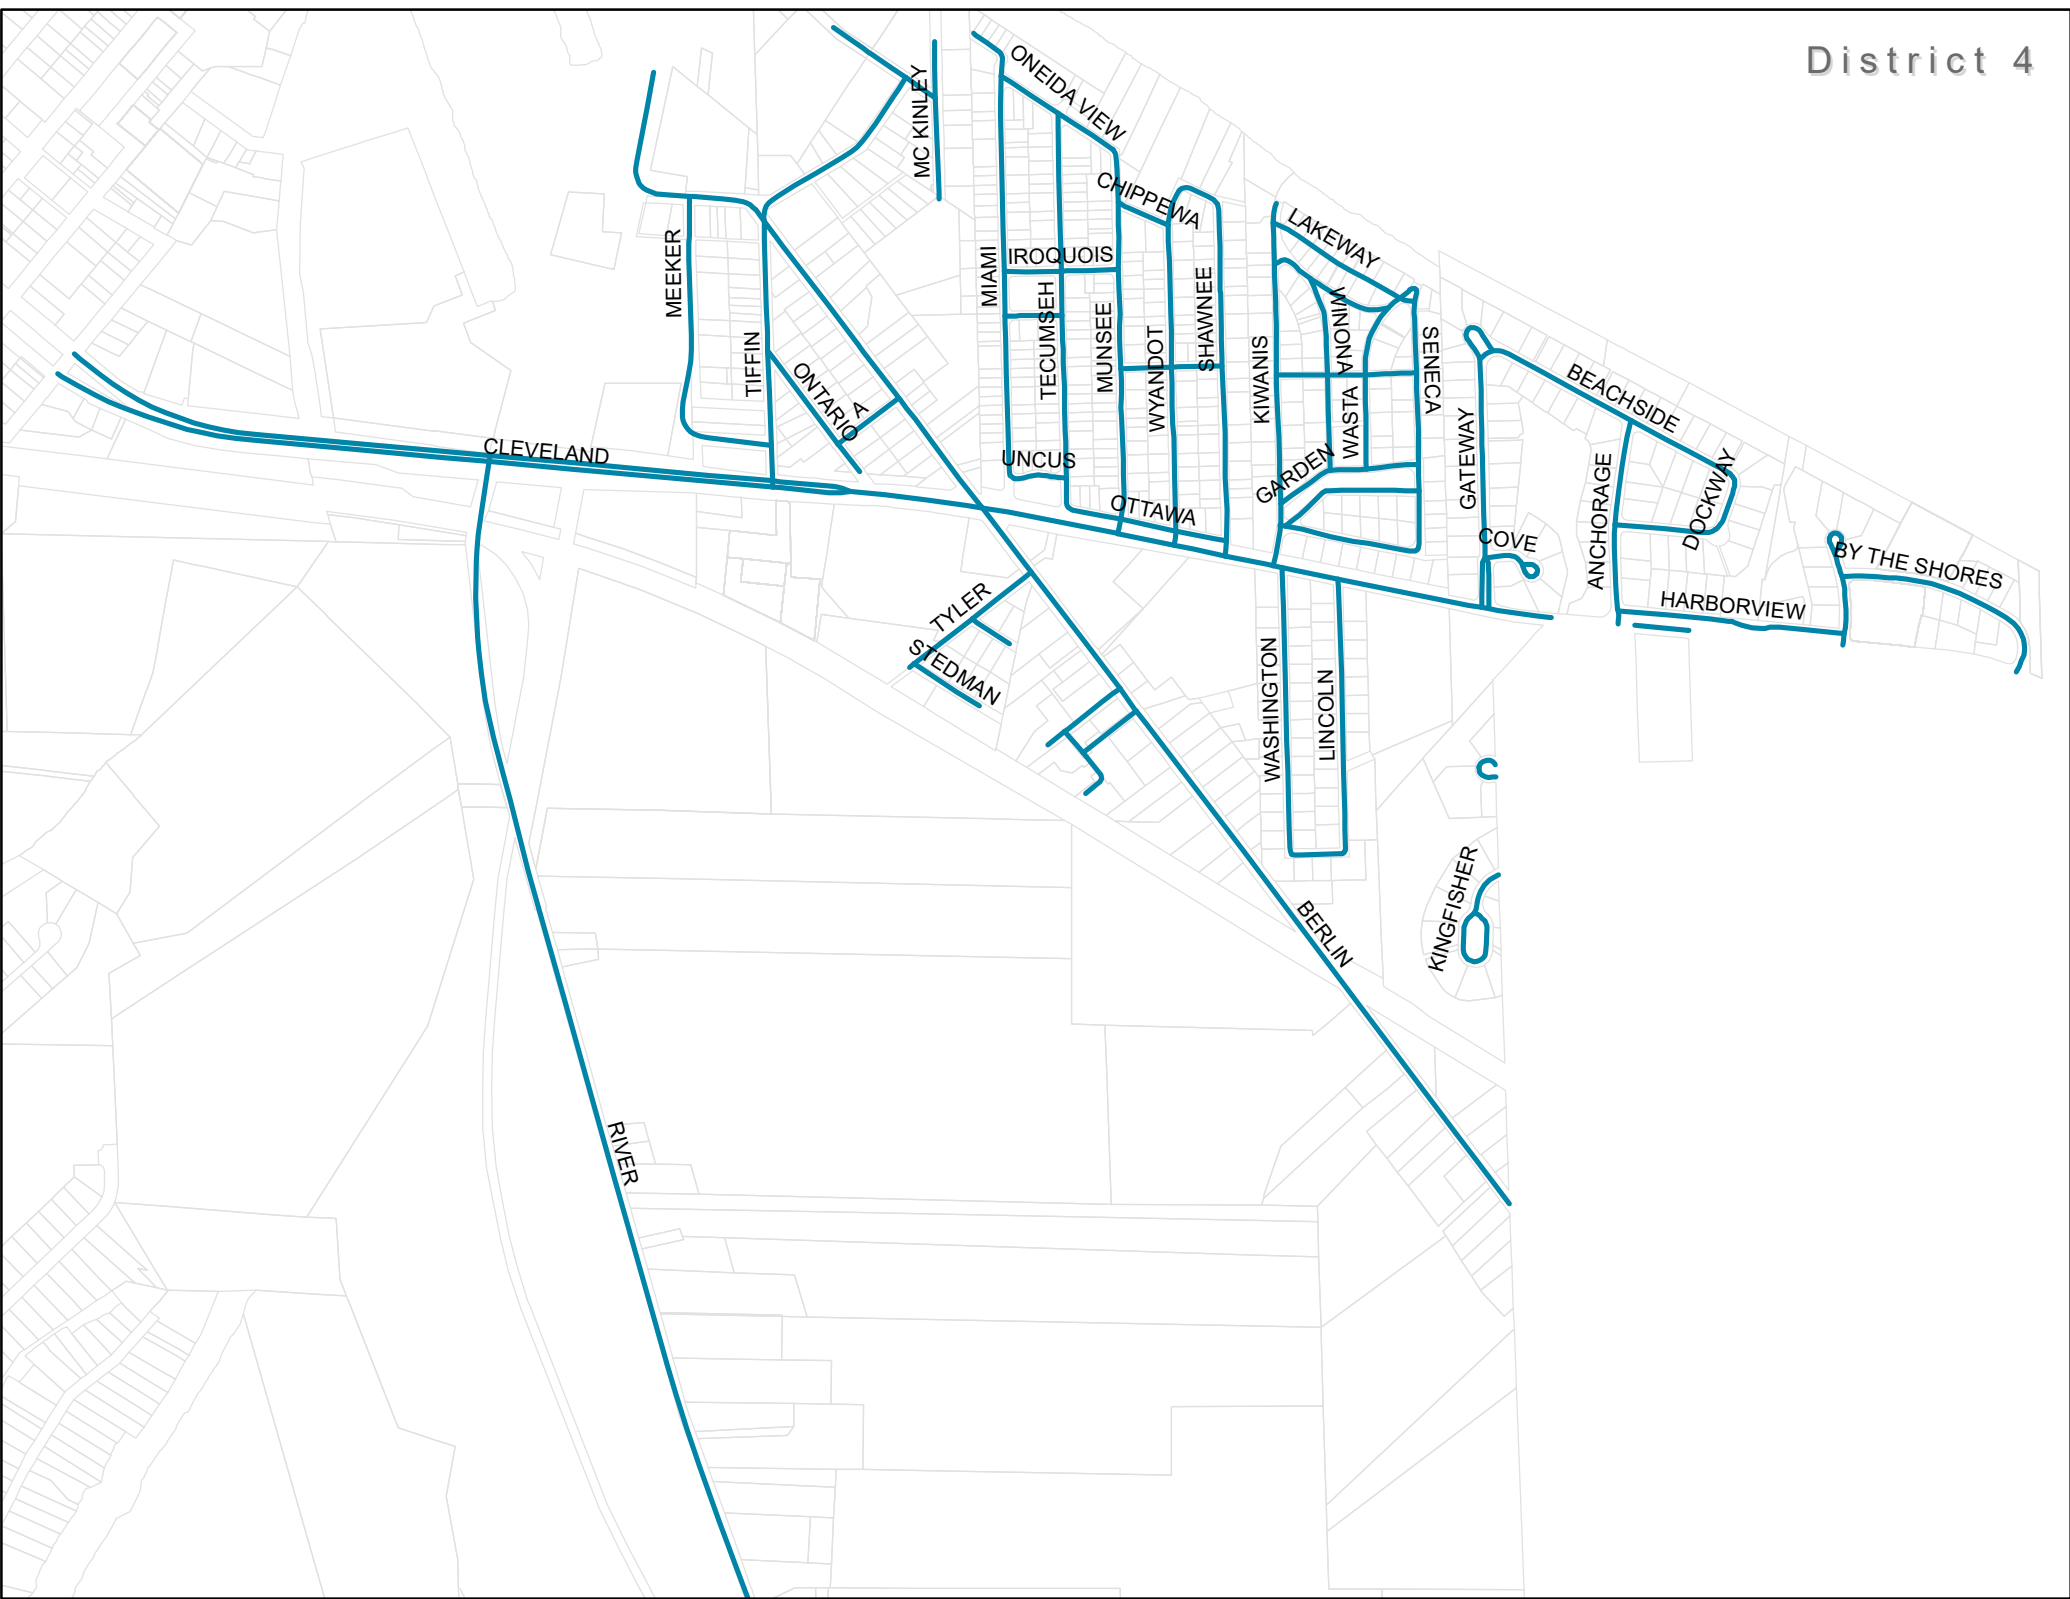 District 4
ONEIDA VIEW
MC KINLEY
CHIPPEWA
LAKEWAY
MEEKER
MIAMI
IROQUOIS
TECUMSEH
MUNSEE
WYANDOT
SHAWNEE
KIWANIS
WINONA
WASTA
SENECA
TIFFIN
ONTARIO
A
BEACHSIDE
GATEWAY
ANCHORAGE
DOCKWAY
CLEVELAND
UNCUS
GARDEN
OTTAWA
COVE
BY THE SHORES
HARBORVIEW
TYLER
STEDMAN
WASHINGTON
LINCOLN
KINGFISHER
BERLIN
RIVER